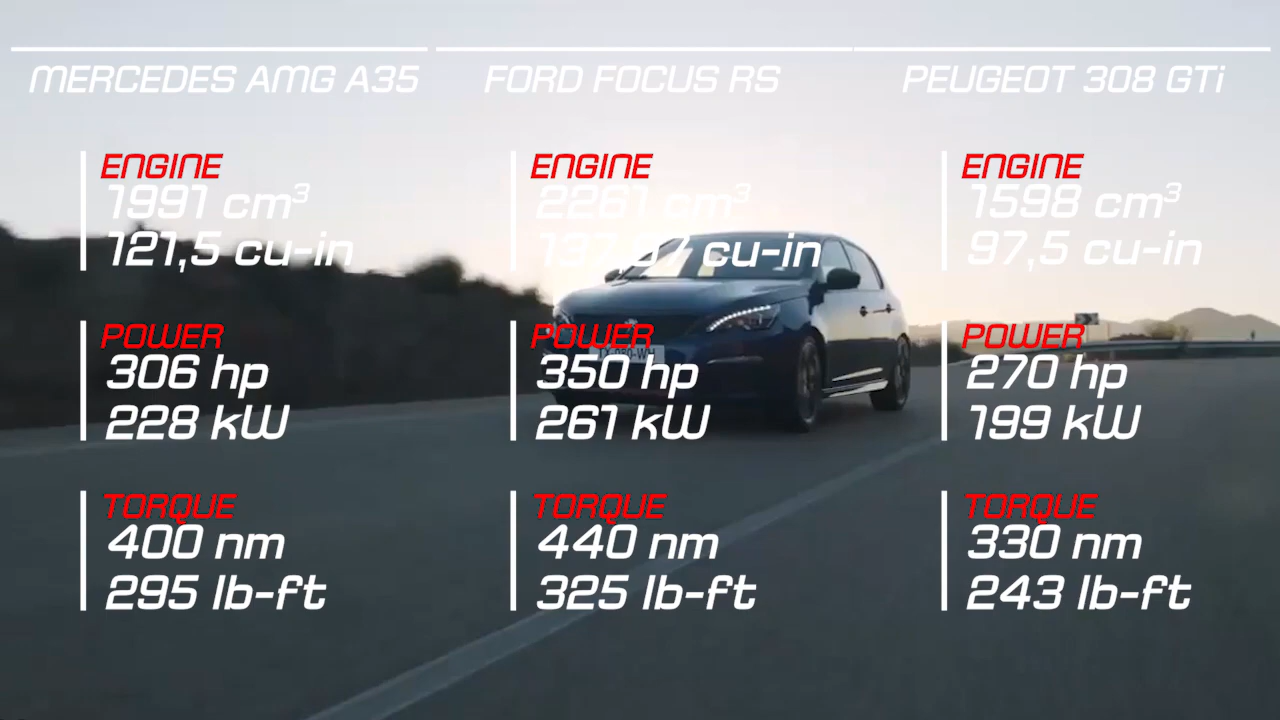 MERCEDES AMG A35
ENGINE
1991 cm³
121,5 cu-in
POWER
306 hp
228 kW
TORQUE
400 nm
295 lb-ft
FORD FOCUS RS
ENGINE
2261 cm³
cu-in
POWER
350 hp
261 kW
TORQUE
440 nm
325 lb-ft
PEUGEOT 308 GTi
ENGINE
1598 cm³
97,5 cu-in
POWER
270 hp
199 kW
TORQUE
330 nm
243 lb-ft